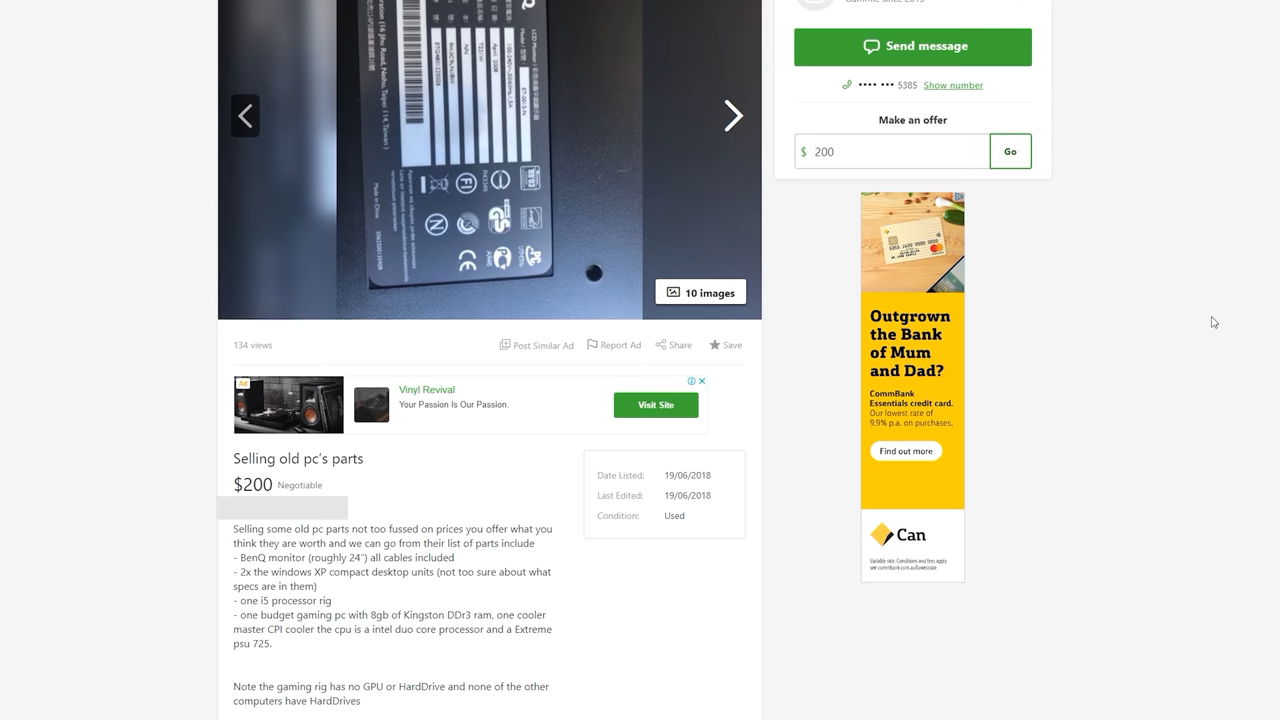 Send message
•••• ••• 5385 Show number
Make an offer
$ 200
Go
10 images
134 views
Post Similar Ad
Report Ad
Share
Save
Ad
Vinyl Revival
Your Passion Is Our Passion.
Visit Site
Selling old pc's parts
$200 Negotiable
Date Listed: 19/06/2018
Last Edited: 19/06/2018
Condition: Used
Selling some old pc parts not too fussed on prices you offer what you
think they are worth and we can go from their list of parts include
- BenQ monitor (roughly 24″) all cables included
- 2x the windows XP compact desktop units (not too sure about what
specs are in them)
- one i5 processor rig
- one budget gaming pc with 8gb of Kingston DDr3 ram, one cooler
master CPI cooler the cpu is a intel duo core processor and a Extreme
psu 725.
Note the gaming rig has no GPU or HardDrive and none of the other
computers have HardDrives
Outgrown
the Bank
of Mum
and Dad?
CommBank
Essentials credit card.
Our lowest rate of
9.9% p.a. on purchases.
Find out more
Can